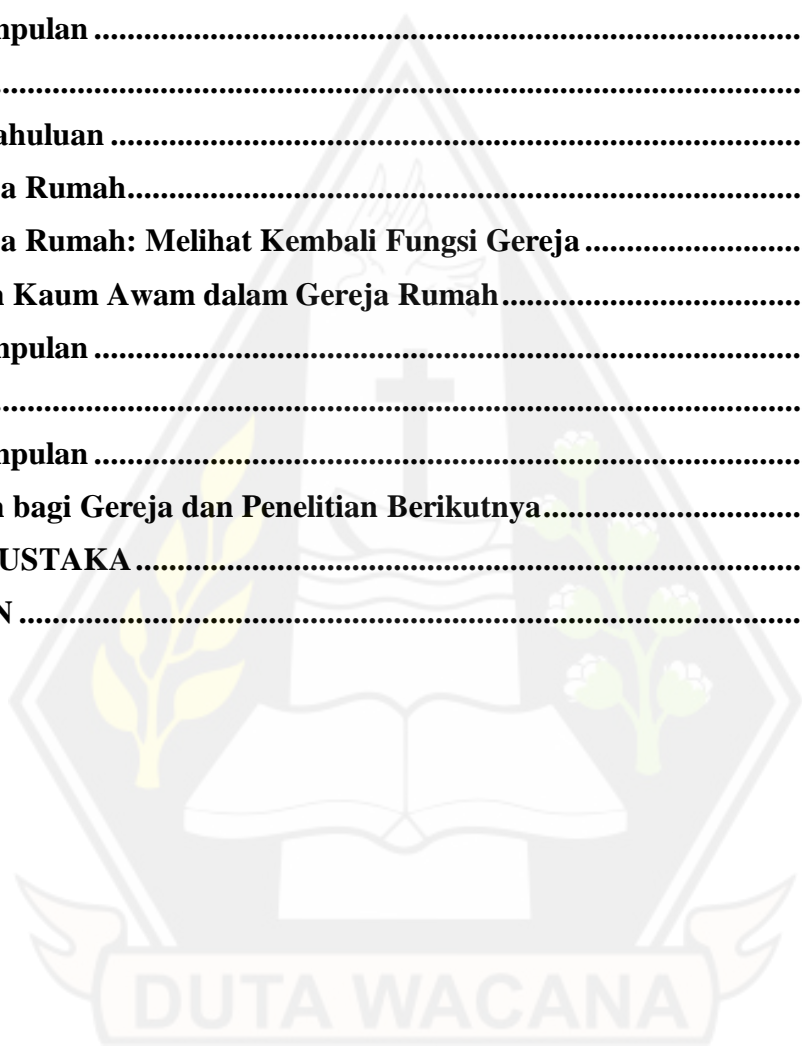 mpulan ....................................................................................................
....................................................................................................
ahuluan ....................................................................................................
a Rumah....................................................................................................
a Rumah: Melihat Kembali Fungsi Gereja ..............................
n Kaum Awam dalam Gereja Rumah..........................................
mpulan ....................................................................................................
....................................................................................................
mpulan ....................................................................................................
n bagi Gereja dan Penelitian Berikutnya....................................
USTAKA ....................................................................................................
N ....................................................................................................
DUTA WACANA